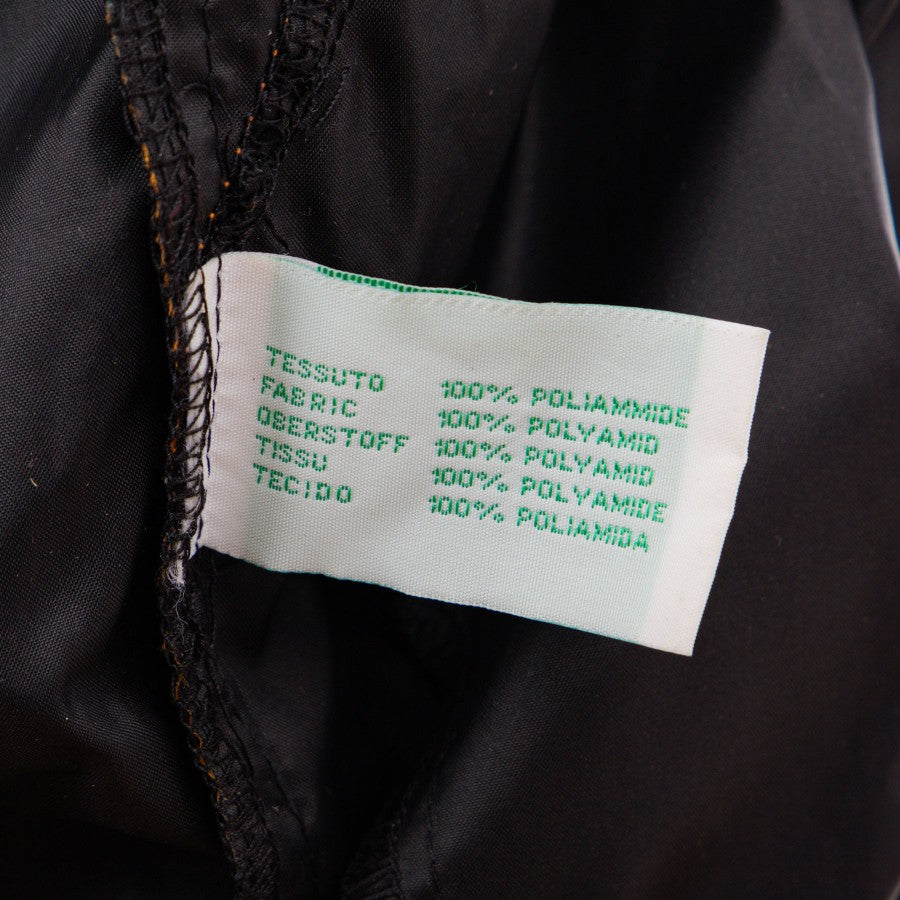 TESSUTO 100% POLIAMMIDE
FABRIC 100% POLYAMID
OBERSTOFF 100% POLYAMID
TISSU 100% POLYAMIDE
TECIDO 100% POLIAMIDA